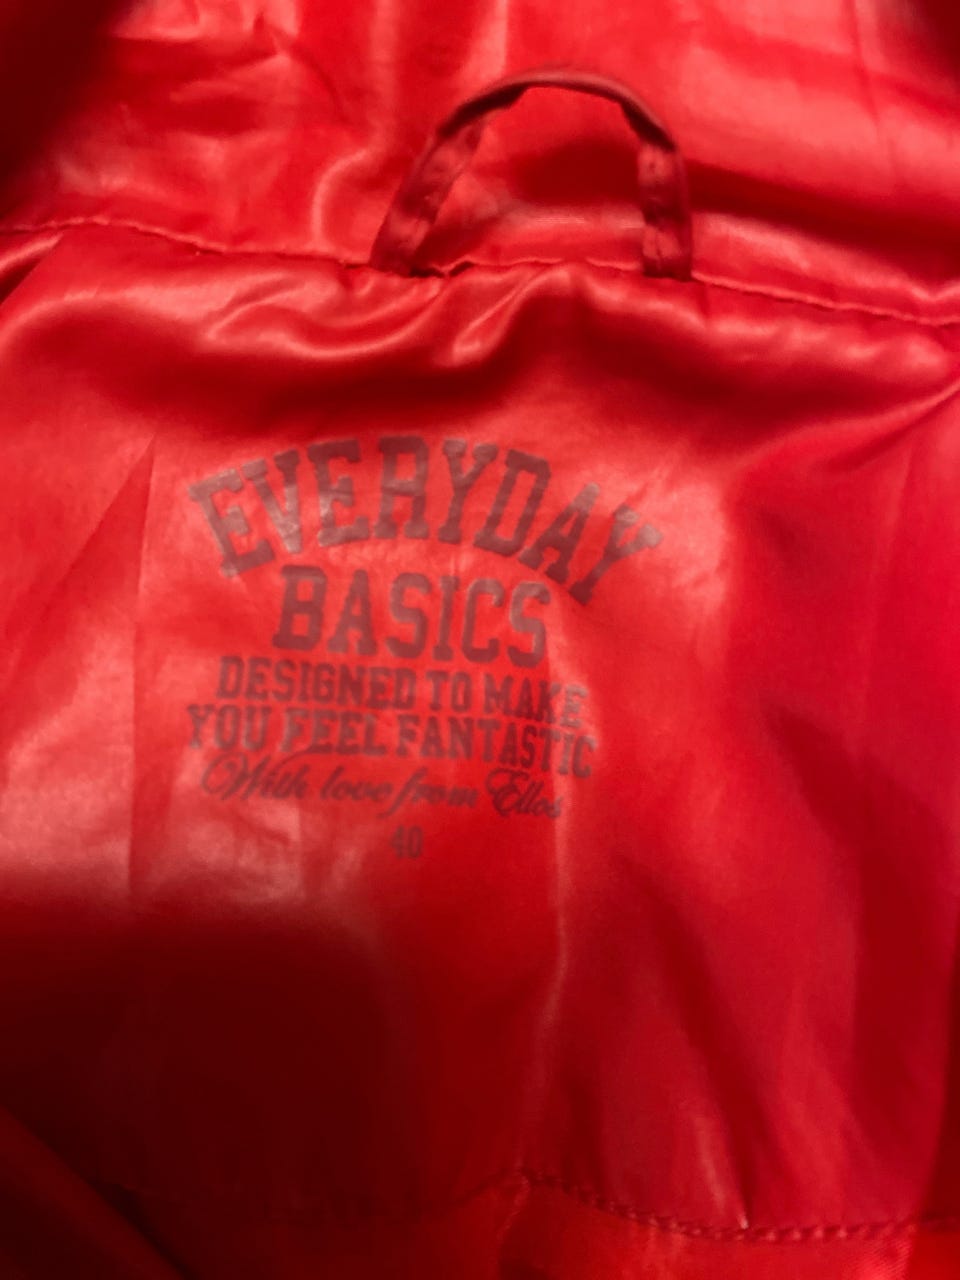 EVERYDAY
BASICS
DESIGNED TO MAKE
YOU FEEL FANTASTIC
With love from Ellos
40